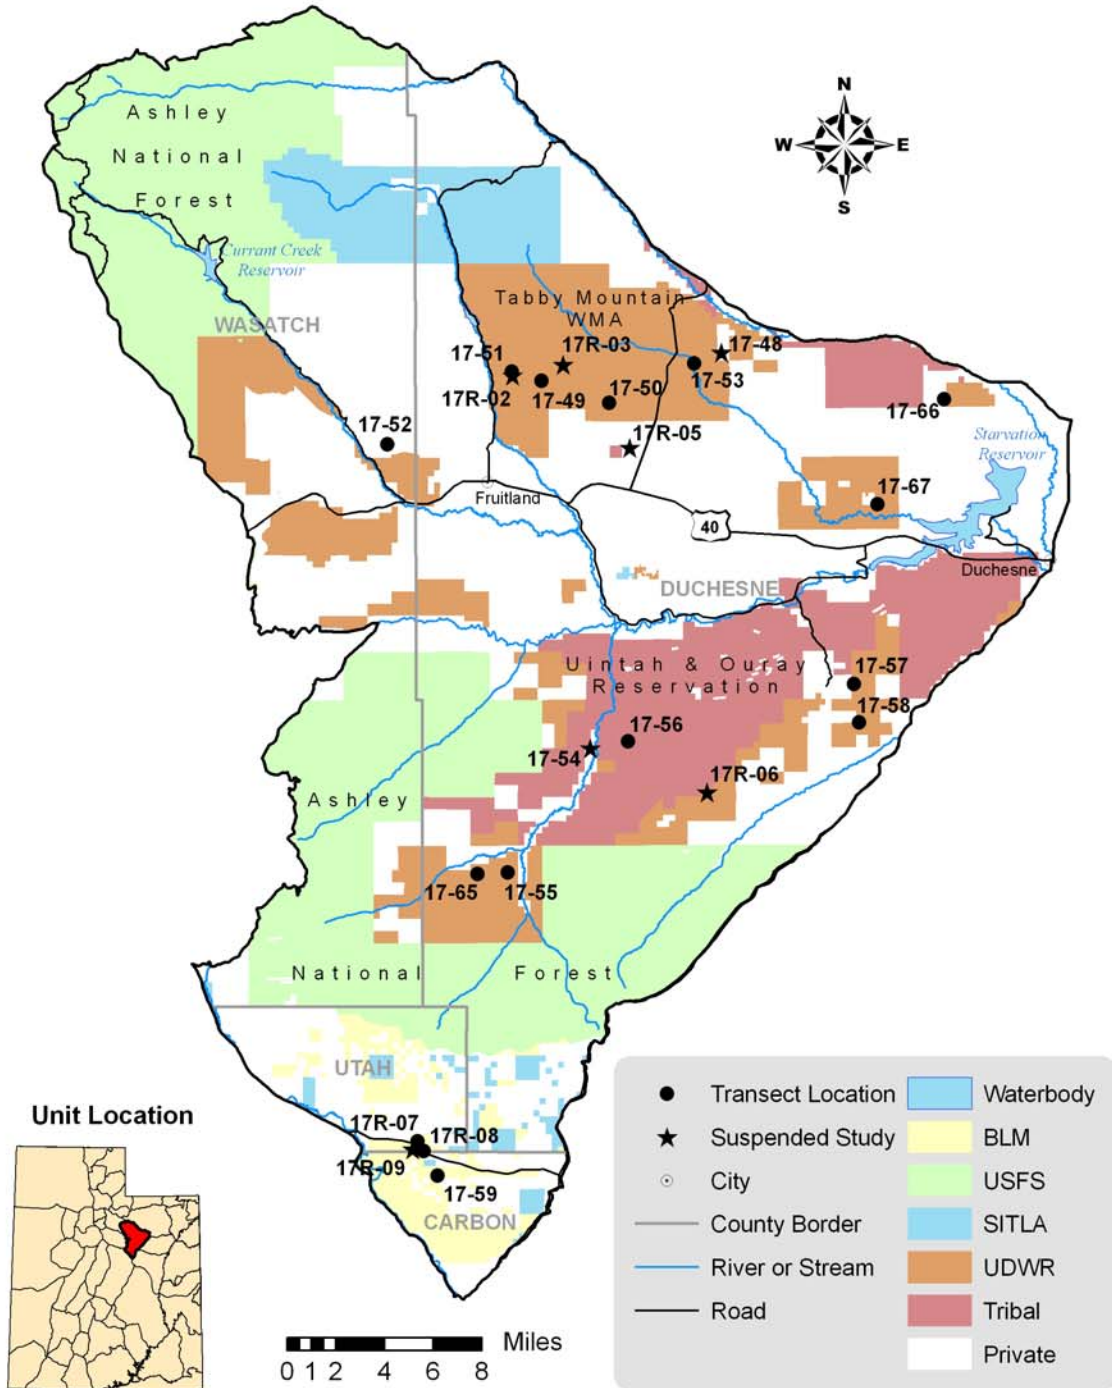 Ashley
National
Forest
N
W
E
S
Currant Creek
Reservoir
WASATCH
Tabby Mountain
WMA
17-51
17R-03
17-48
17R-02
17-49
17-50
17-53
17-66
17-52
17R-05
Starvation
Reservoir
17-67
Fruitland
40
DUCHESNE
Duchesne
Uintah & Ouray
Reservation
17-57
17-58
17-56
17-54
17R-06
Ashley
17-65
17-55
National Forest
UTAH
17R-07
17R-08
17R-09
17-59
CARBON
Unit Location
0 1 2 4 6 8
Miles
Transect Location
Suspended Study
City
County Border
River or Stream
Road
Waterbody
BLM
USFS
SITLA
UDWR
Tribal
Private